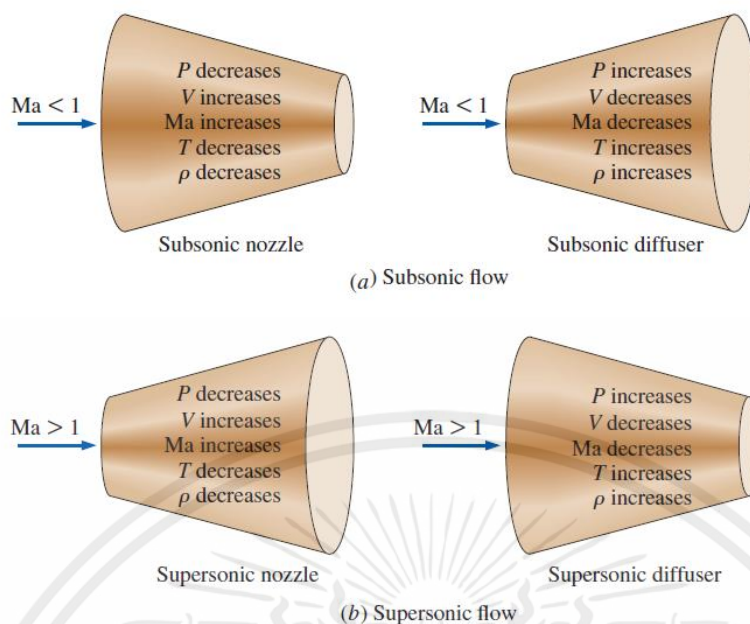 P decreases
V increases
Ma < 1
Ma increases
T decreases
ρ decreases
Subsonic nozzle
P increases
V decreases
Ma < 1
Ma decreases
T increases
ρ increases
Subsonic diffuser
(a) Subsonic flow
P decreases
V increases
Ma > 1
Ma increases
T decreases
ρ decreases
Supersonic nozzle
P increases
V decreases
Ma > 1
Ma decreases
T increases
ρ increases
Supersonic diffuser
(b) Supersonic flow